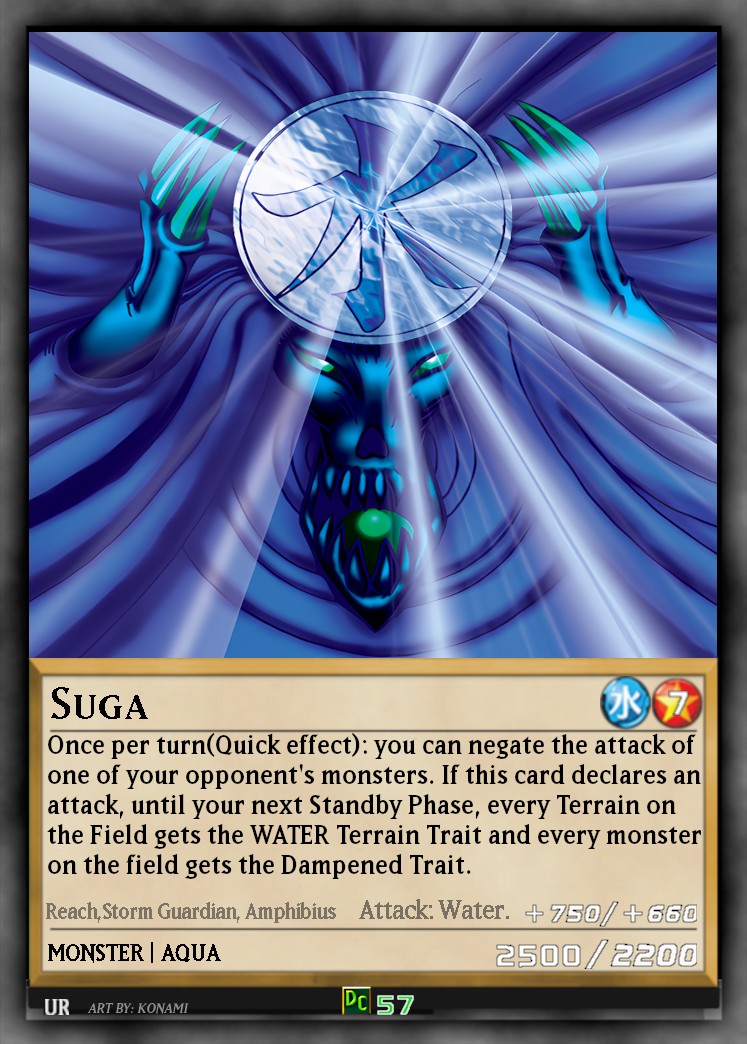 水
Suga
水 7
Once per turn(Quick effect): you can negate the attack of
one of your opponent's monsters. If this card declares an
attack, until your next Standby Phase, every Terrain on
the Field gets the WATER Terrain Trait and every monster
on the field gets the Dampened Trait.
Reach,Storm Guardian, Amphibius Attack: Water. +750/+660
MONSTER | AQUA 2500/2200
UR ART BY: KONAMI DC 57